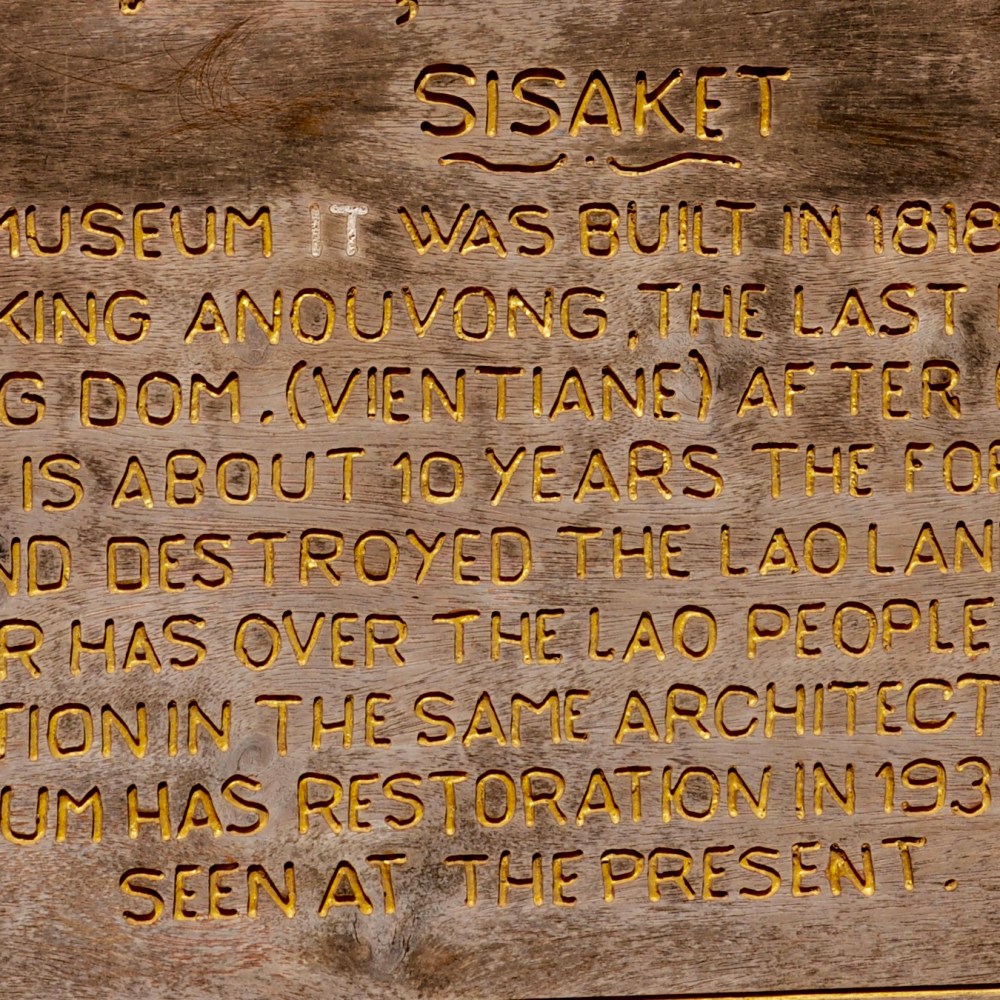 SISAKET
MUSEUM IT WAS BUILT IN 1818
KING ANOUVONG, THE LAST
G DOM.(VIENTIANE) AFTER
IS ABOUT 10 YEARS THE FOR
ND DESTROYED THE LAO LAN
R HAS OVER THE LAO PEOPLE
TION IN THE SAME ARCHITECT
UM HAS RESTORATION IN 193
SEEN AT THE PRESENT.